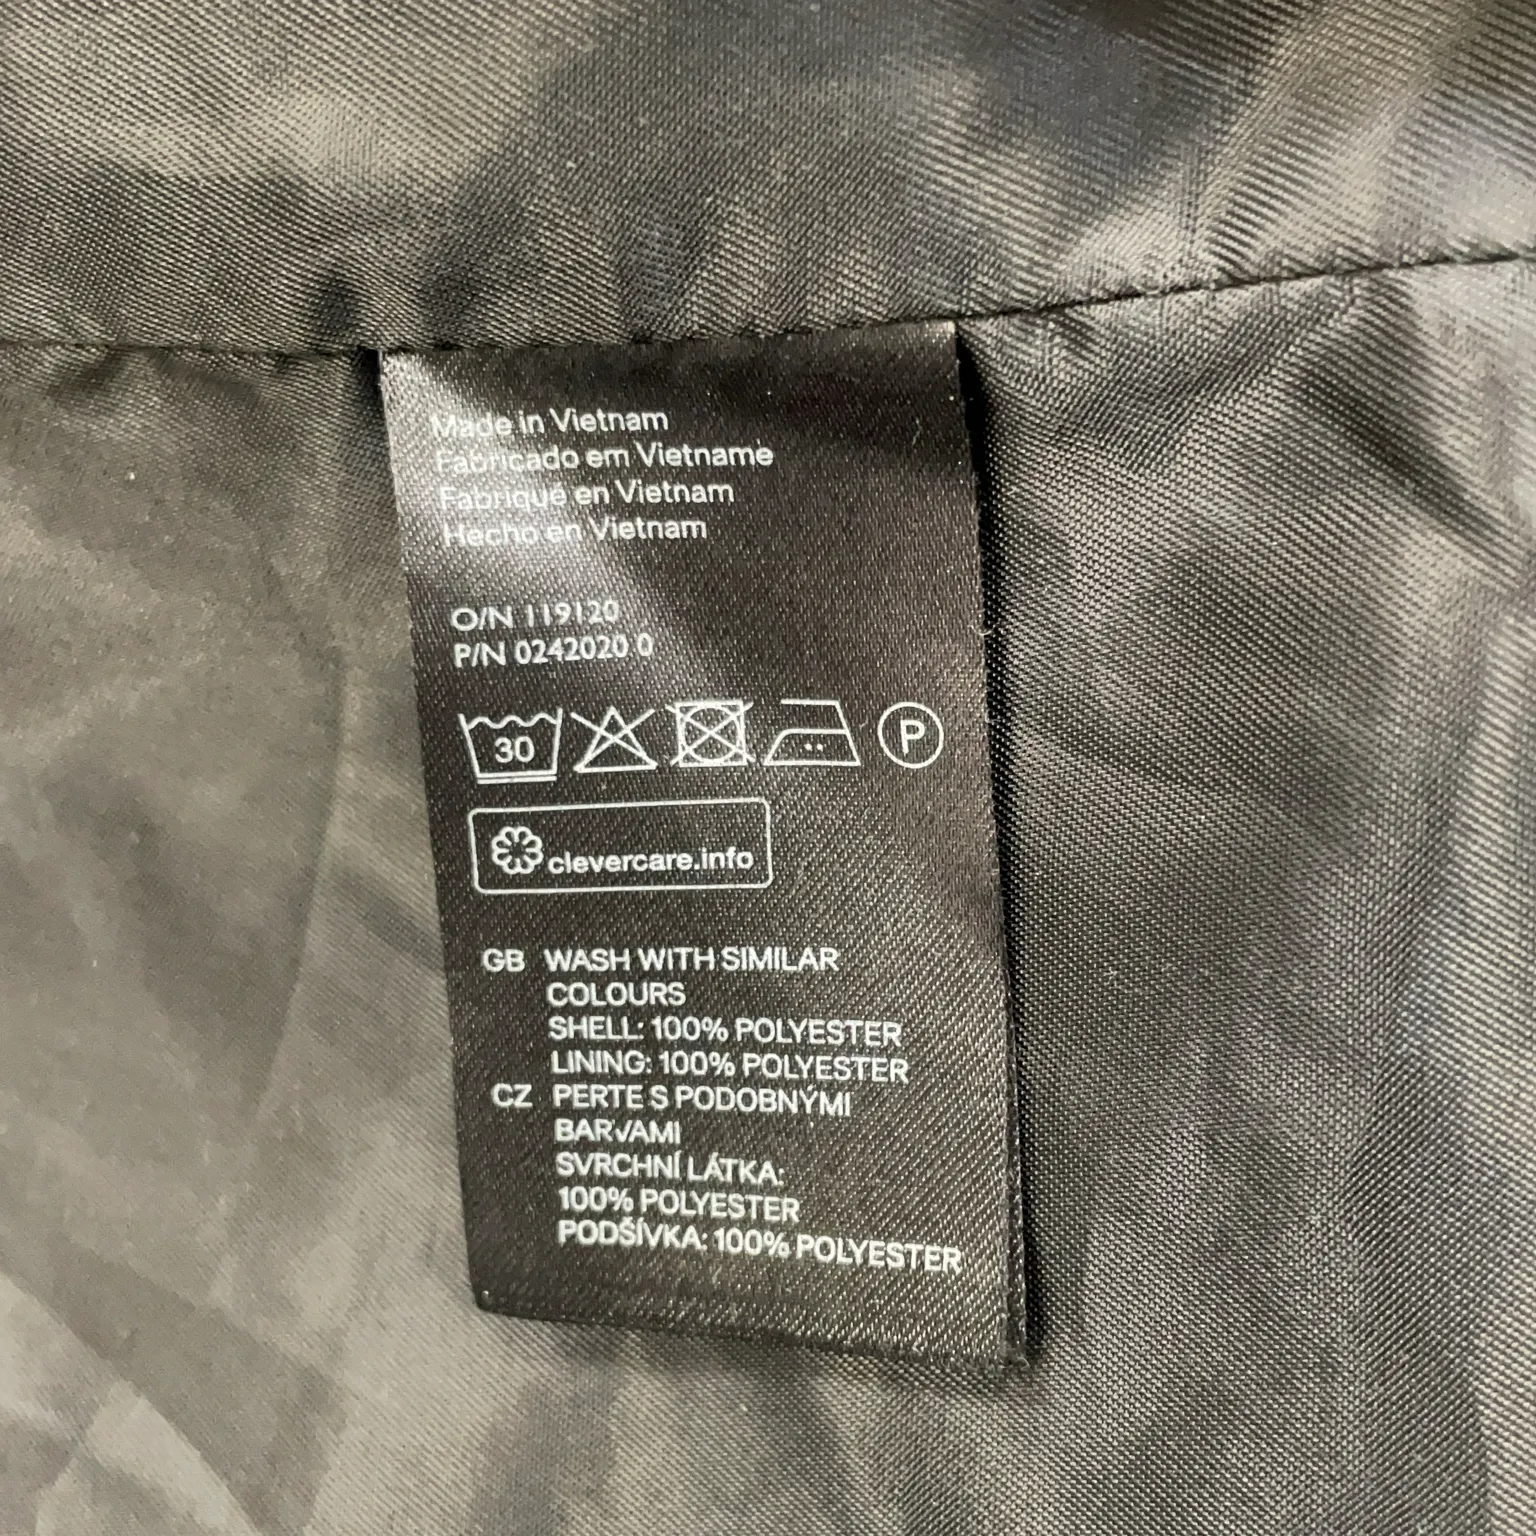 Made in Vietnam
Fabricado em Vietname
Fabriqué en Vietnam
Hecho en Vietnam
O/N 119120
P/N 0242020 0
30 P
clevercare.info
GB WASH WITH SIMILAR
COLOURS
SHELL: 100% POLYESTER
LINING: 100% POLYESTER
CZ PERTE S PODOBNÝMI
BARVAMI
SVRCHNÍ LÁTKA:
100% POLYESTER
PODŠÍVKA: 100% POLYESTER